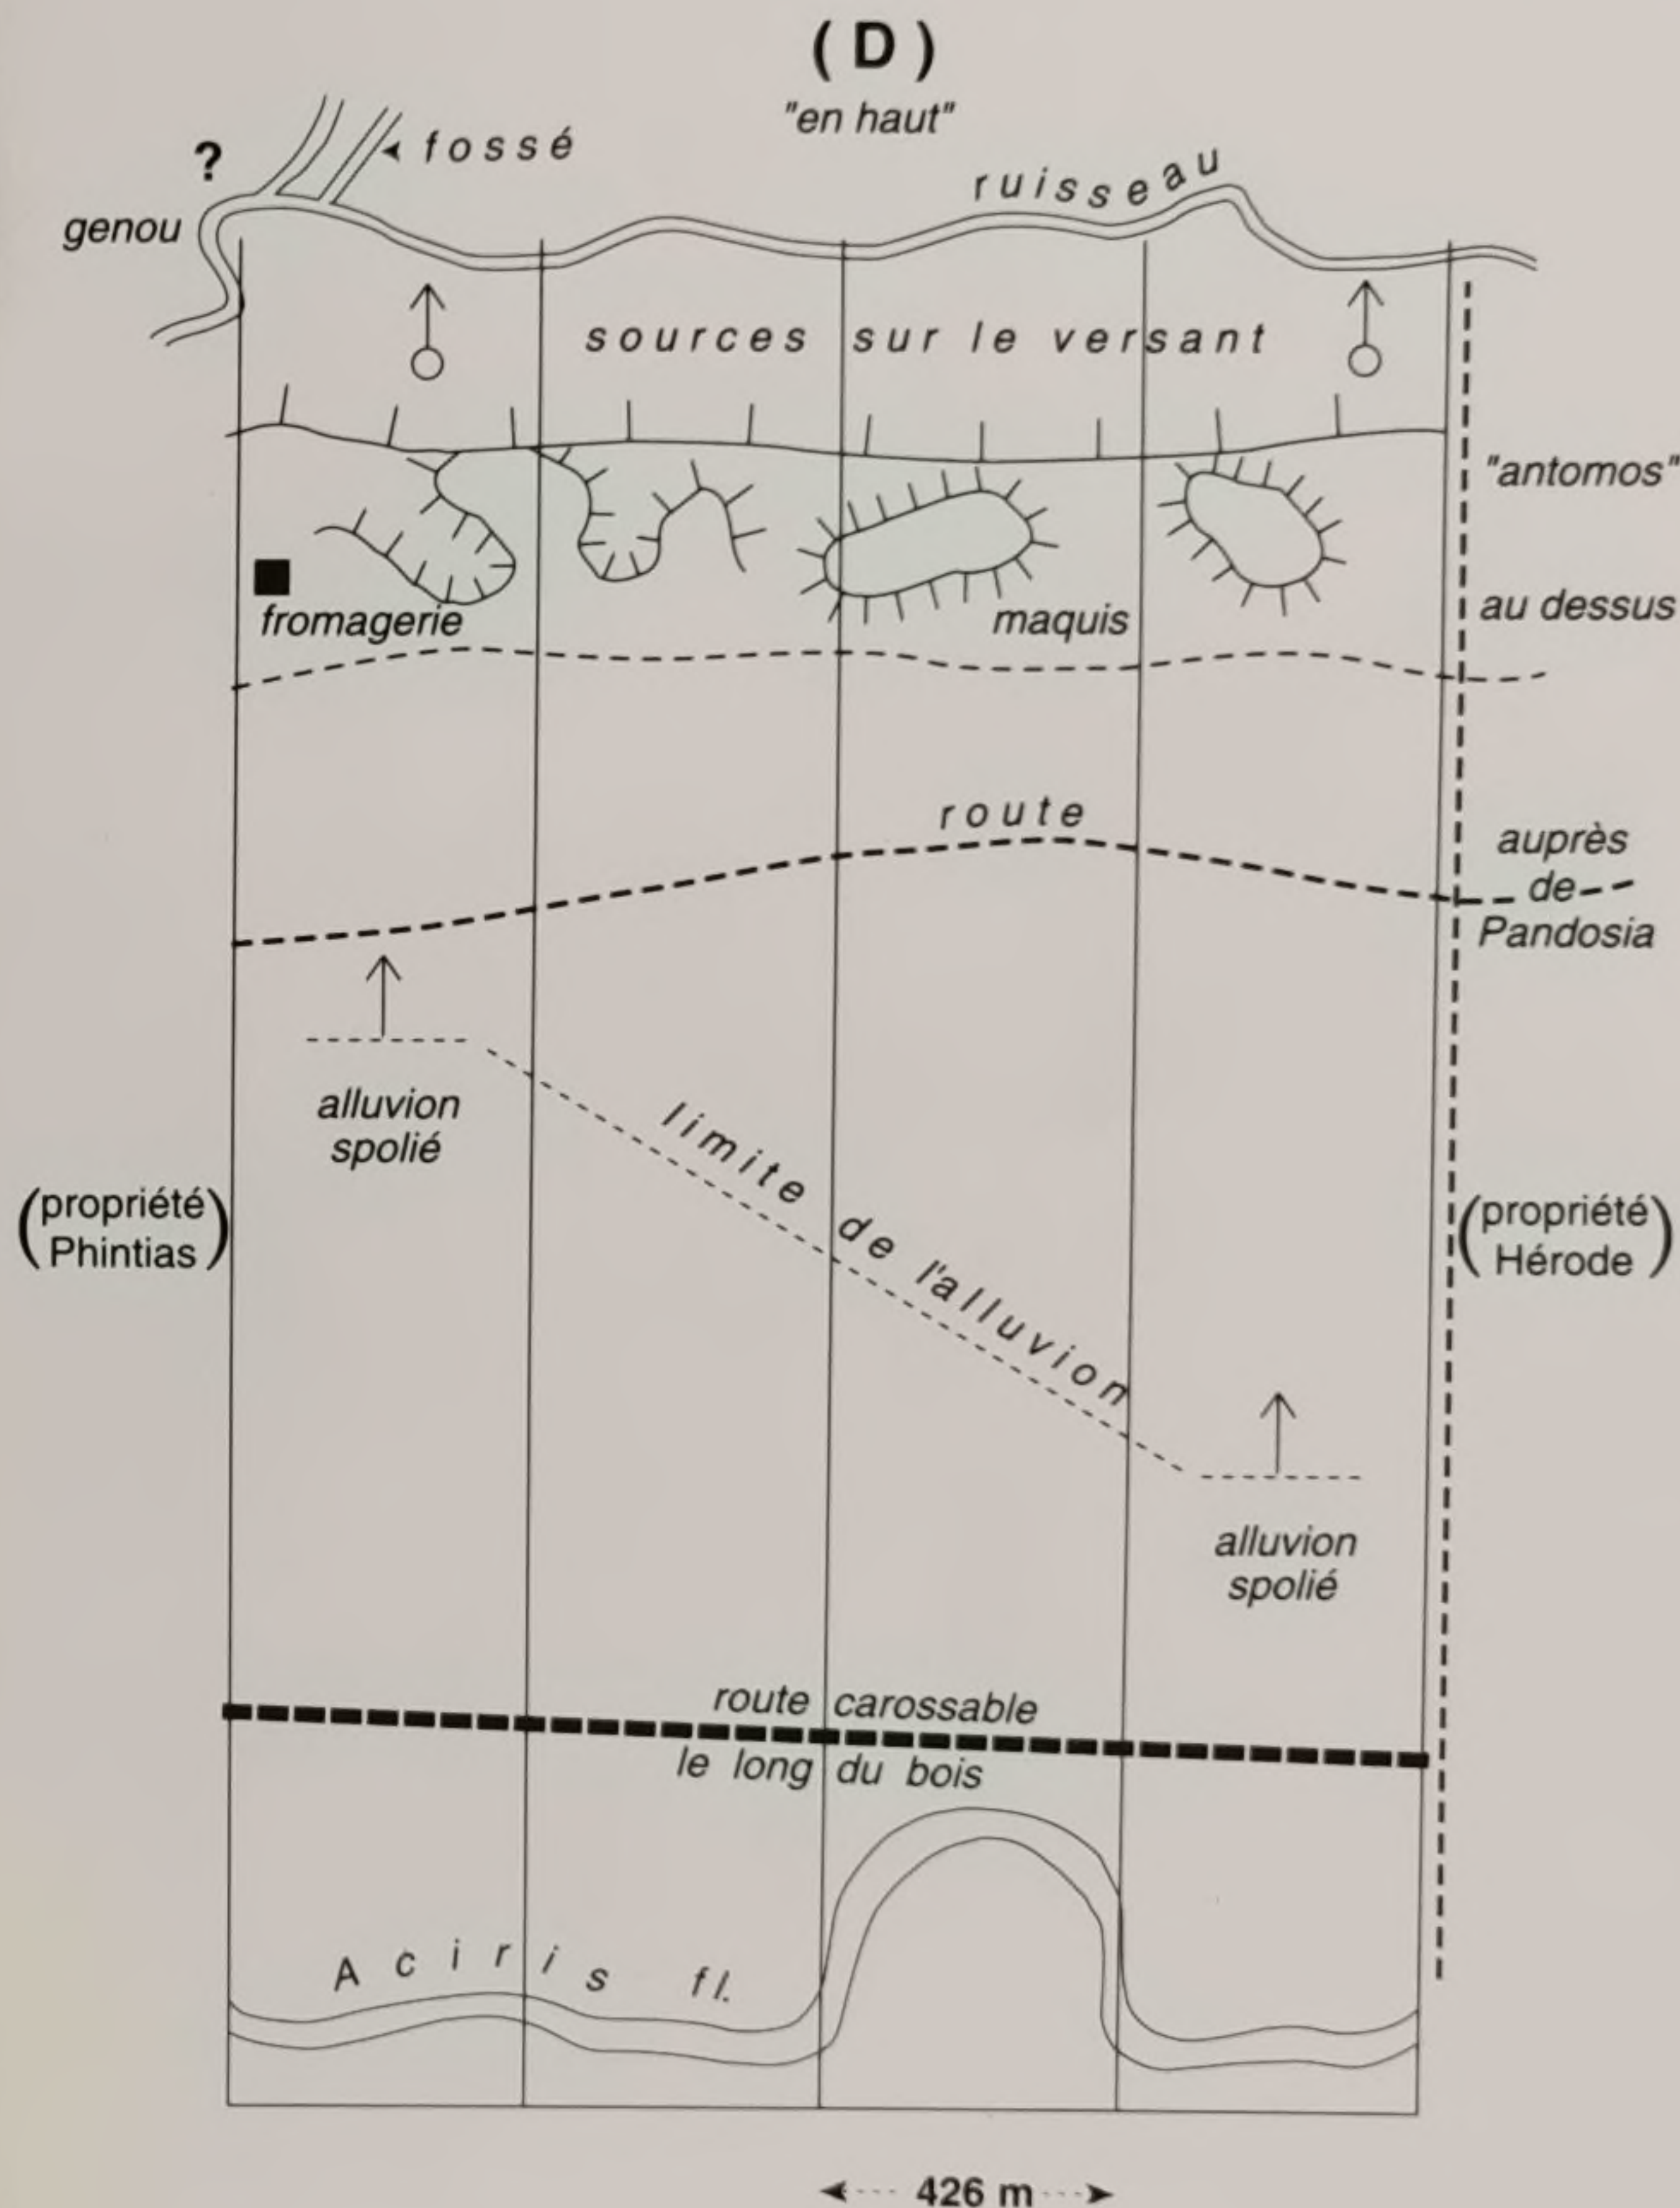 ( D )
"en haut"
fossé
?
genou
ruisseau
sources sur le versant
"antomos"
fromagerie
maquis
au dessus
route
auprès
de
Pandosia
alluvion
spolié
limite de l'alluvion
(propriété
Phintias)
(propriété
Hérode)
alluvion
spolié
route carossable
le long du bois
Aciris fl.
426 m